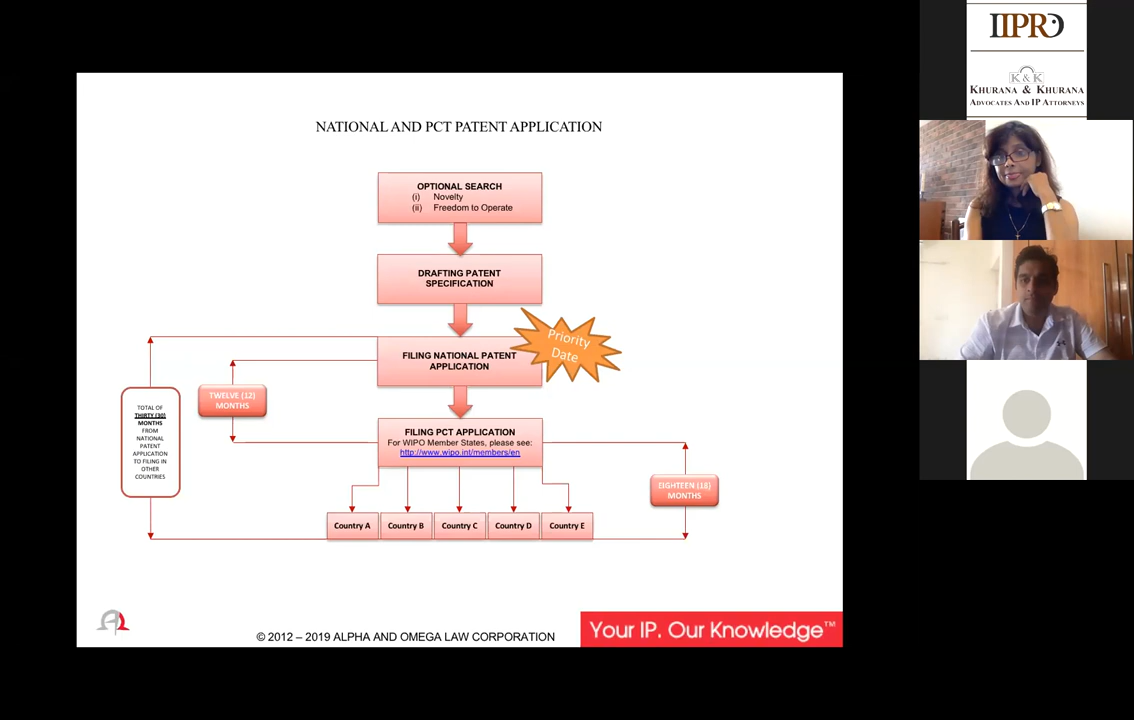 NATIONAL AND PCT PATENT APPLICATION
OPTIONAL SEARCH
(i) Novelty
(ii) Freedom to Operate
DRAFTING PATENT
SPECIFICATION
FILING NATIONAL PATENT
APPLICATION
Priority
Date
TWELVE (12)
MONTHS
TOTAL OF
THIRTY (30)
MONTHS
FROM
NATIONAL
PATENT
APPLICATION
TO FILING IN
OTHER
COUNTRIES
FILING PCT APPLICATION
For WIPO Member States, please see:
http://www.wipo.int/members/en
EIGHTEEN (18)
MONTHS
Country A
Country B
Country C
Country D
Country E
© 2012 – 2019 ALPHA AND OMEGA LAW CORPORATION
Your IP. Our Knowledge™
IIPRD
K & K
KHURANA & KHURANA
ADVOCATES AND IP ATTORNEYS